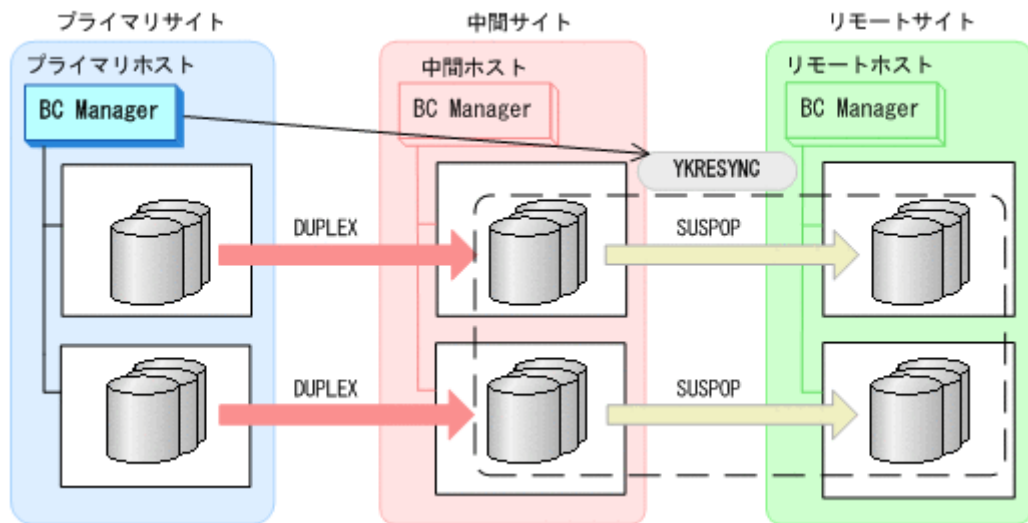 プライマリサイト
中間サイト
リモートサイト
プライマリホスト
中間ホスト
リモートホスト
BC Manager
BC Manager
BC Manager
YKRESYNC
DUPLEX
SUSPOP
DUPLEX
SUSPOP